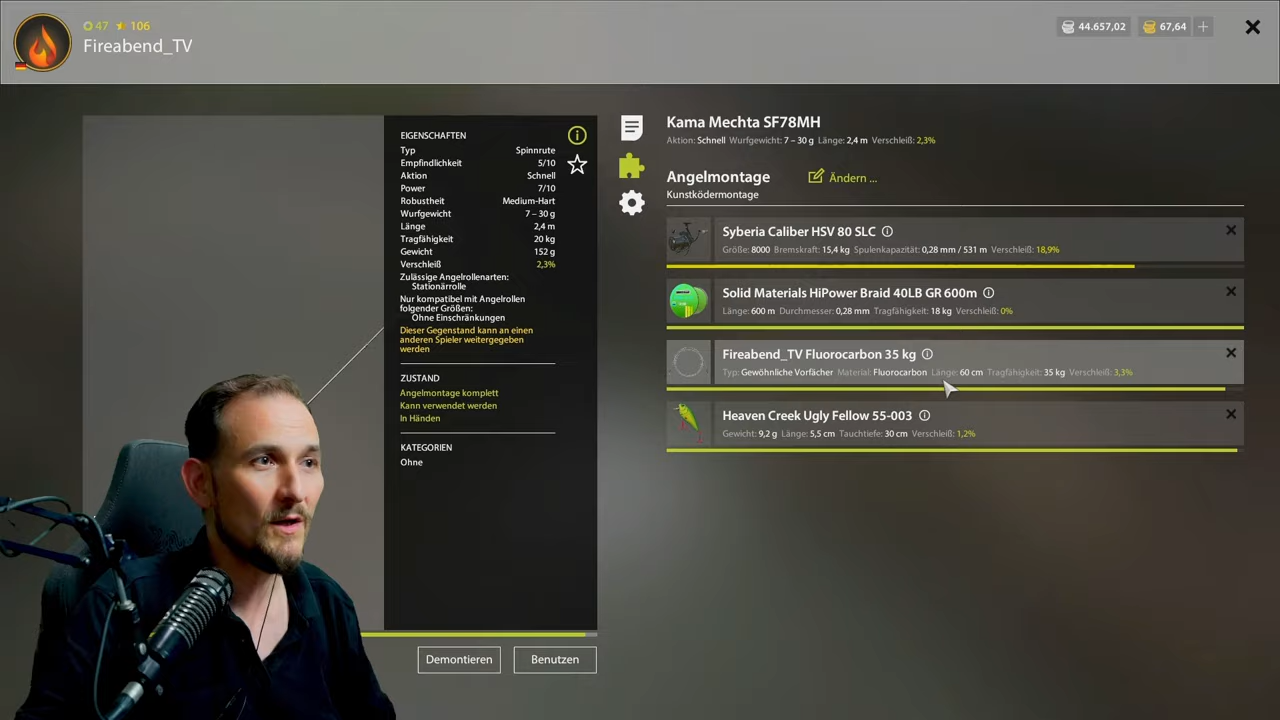 47 106
Fireabend_TV
44.657,02 67,64 +
EIGENSCHAFTEN
Typ Spinnrute
Empfindlichkeit 5/10
Aktion Schnell
Power 7/10
Robustheit Medium-Hart
Wurfgewicht 7 – 30 g
Länge 2,4 m
Tragfähigkeit 20 kg
Gewicht 152 g
Verschleiß 2,3%
Zulässige Angelrollenarten:
Stationärrolle
Nur kompatibel mit Angelrollen
folgender Größen:
Ohne Einschränkungen
Dieser Gegenstand kann an einen
anderen Spieler weitergegeben
werden
ZUSTAND
Angelmontage komplett
Kann verwendet werden
In Händen
KATEGORIEN
Ohne
Demontieren Benutzen
Kama Mechta SF78MH
Aktion: Schnell Wurfgewicht: 7 – 30 g Länge: 2,4 m Verschleiß: 2,3%
Angelmontage Ändern ...
Kunstködermontage
Syberia Caliber HSV 80 SLC
Größe: 8000 Bremskraft: 15,4 kg Spulenkapazität: 0,28 mm / 531 m Verschleiß: 18,9%
Solid Materials HiPower Braid 40LB GR 600m
Länge: 600 m Durchmesser: 0,28 mm Tragfähigkeit: 18 kg Verschleiß: 0%
Fireabend_TV Fluorocarbon 35 kg
Typ: Gewöhnliche Vorfächer Material: Fluorocarbon Länge: 60 cm Tragfähigkeit: 35 kg Verschleiß: 3,3%
Heaven Creek Ugly Fellow 55-003
Gewicht: 9,2 g Länge: 5,5 cm Tauchtiefe: 30 cm Verschleiß: 1,2%